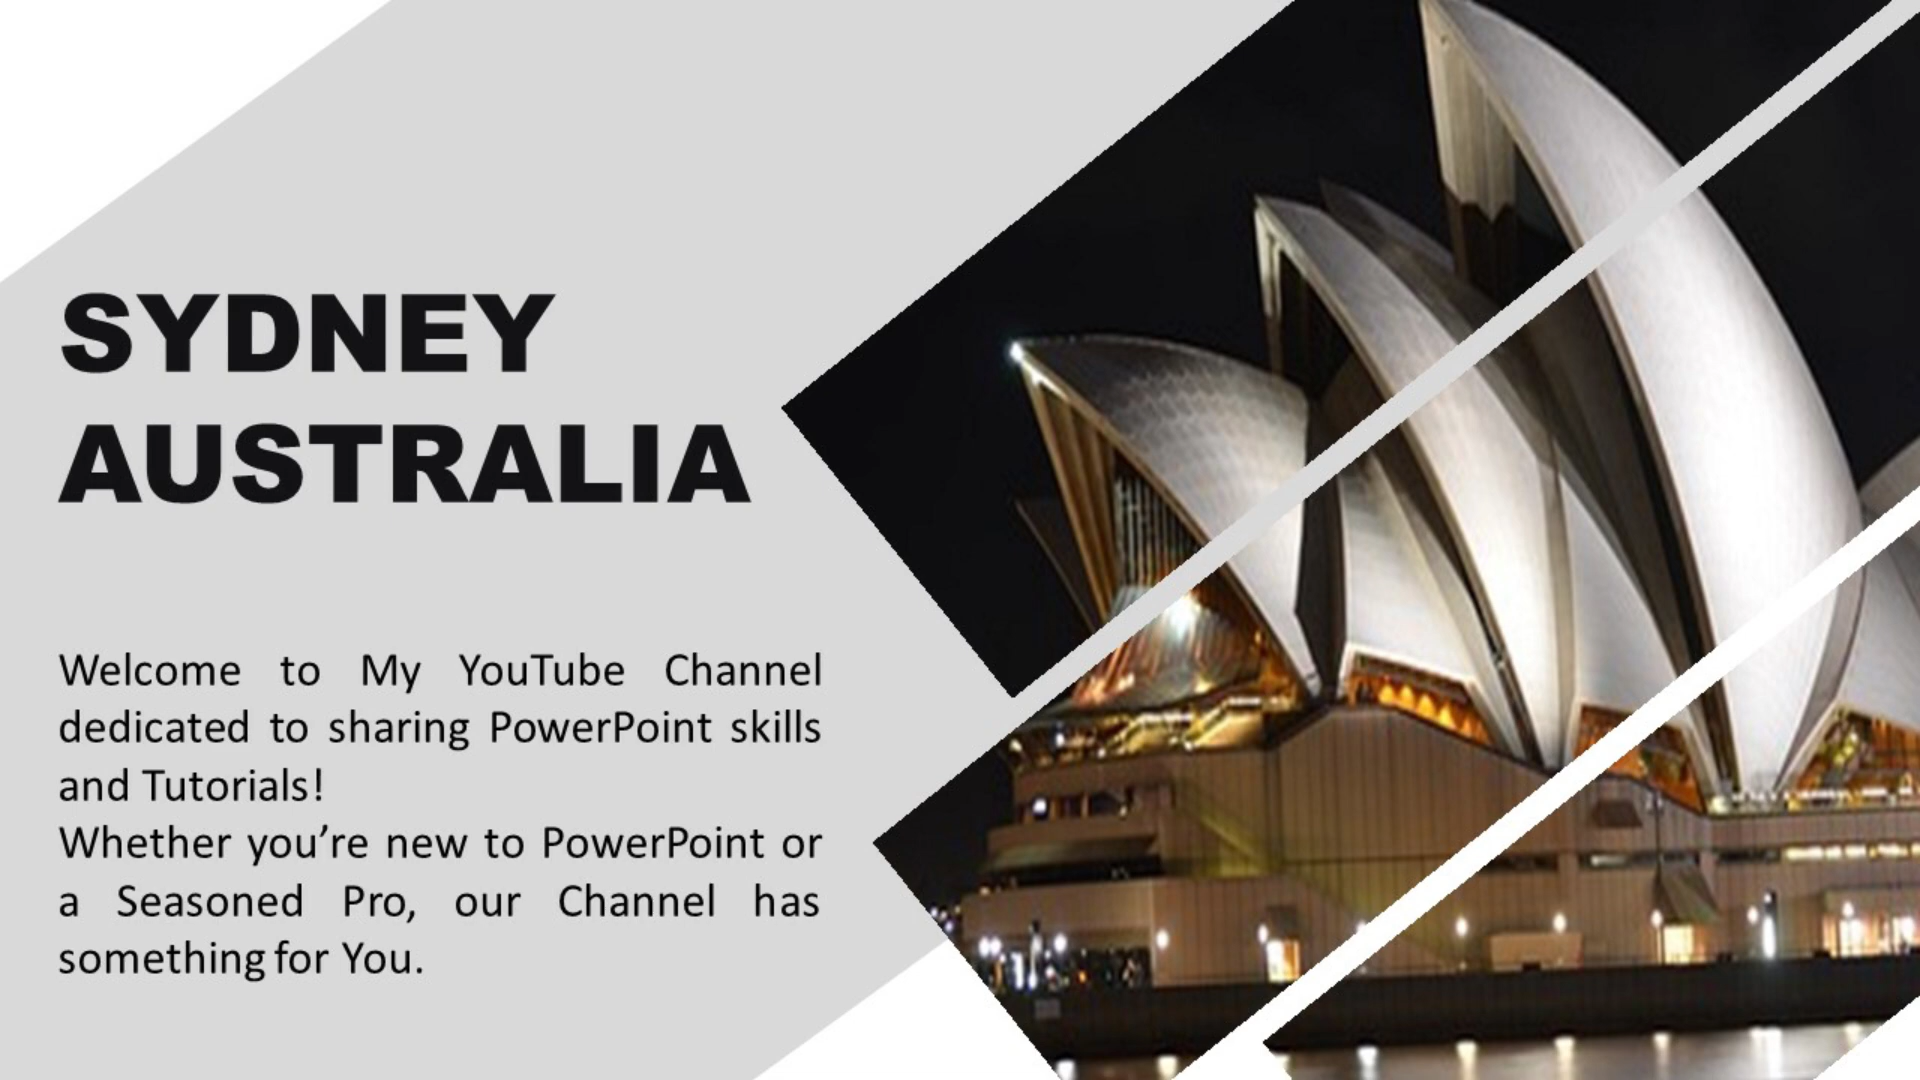 SYDNEY
AUSTRALIA
Welcome to My YouTube Channel
dedicated to sharing PowerPoint skills
and Tutorials!
Whether you’re new to PowerPoint or
a Seasoned Pro, our Channel has
something for You.